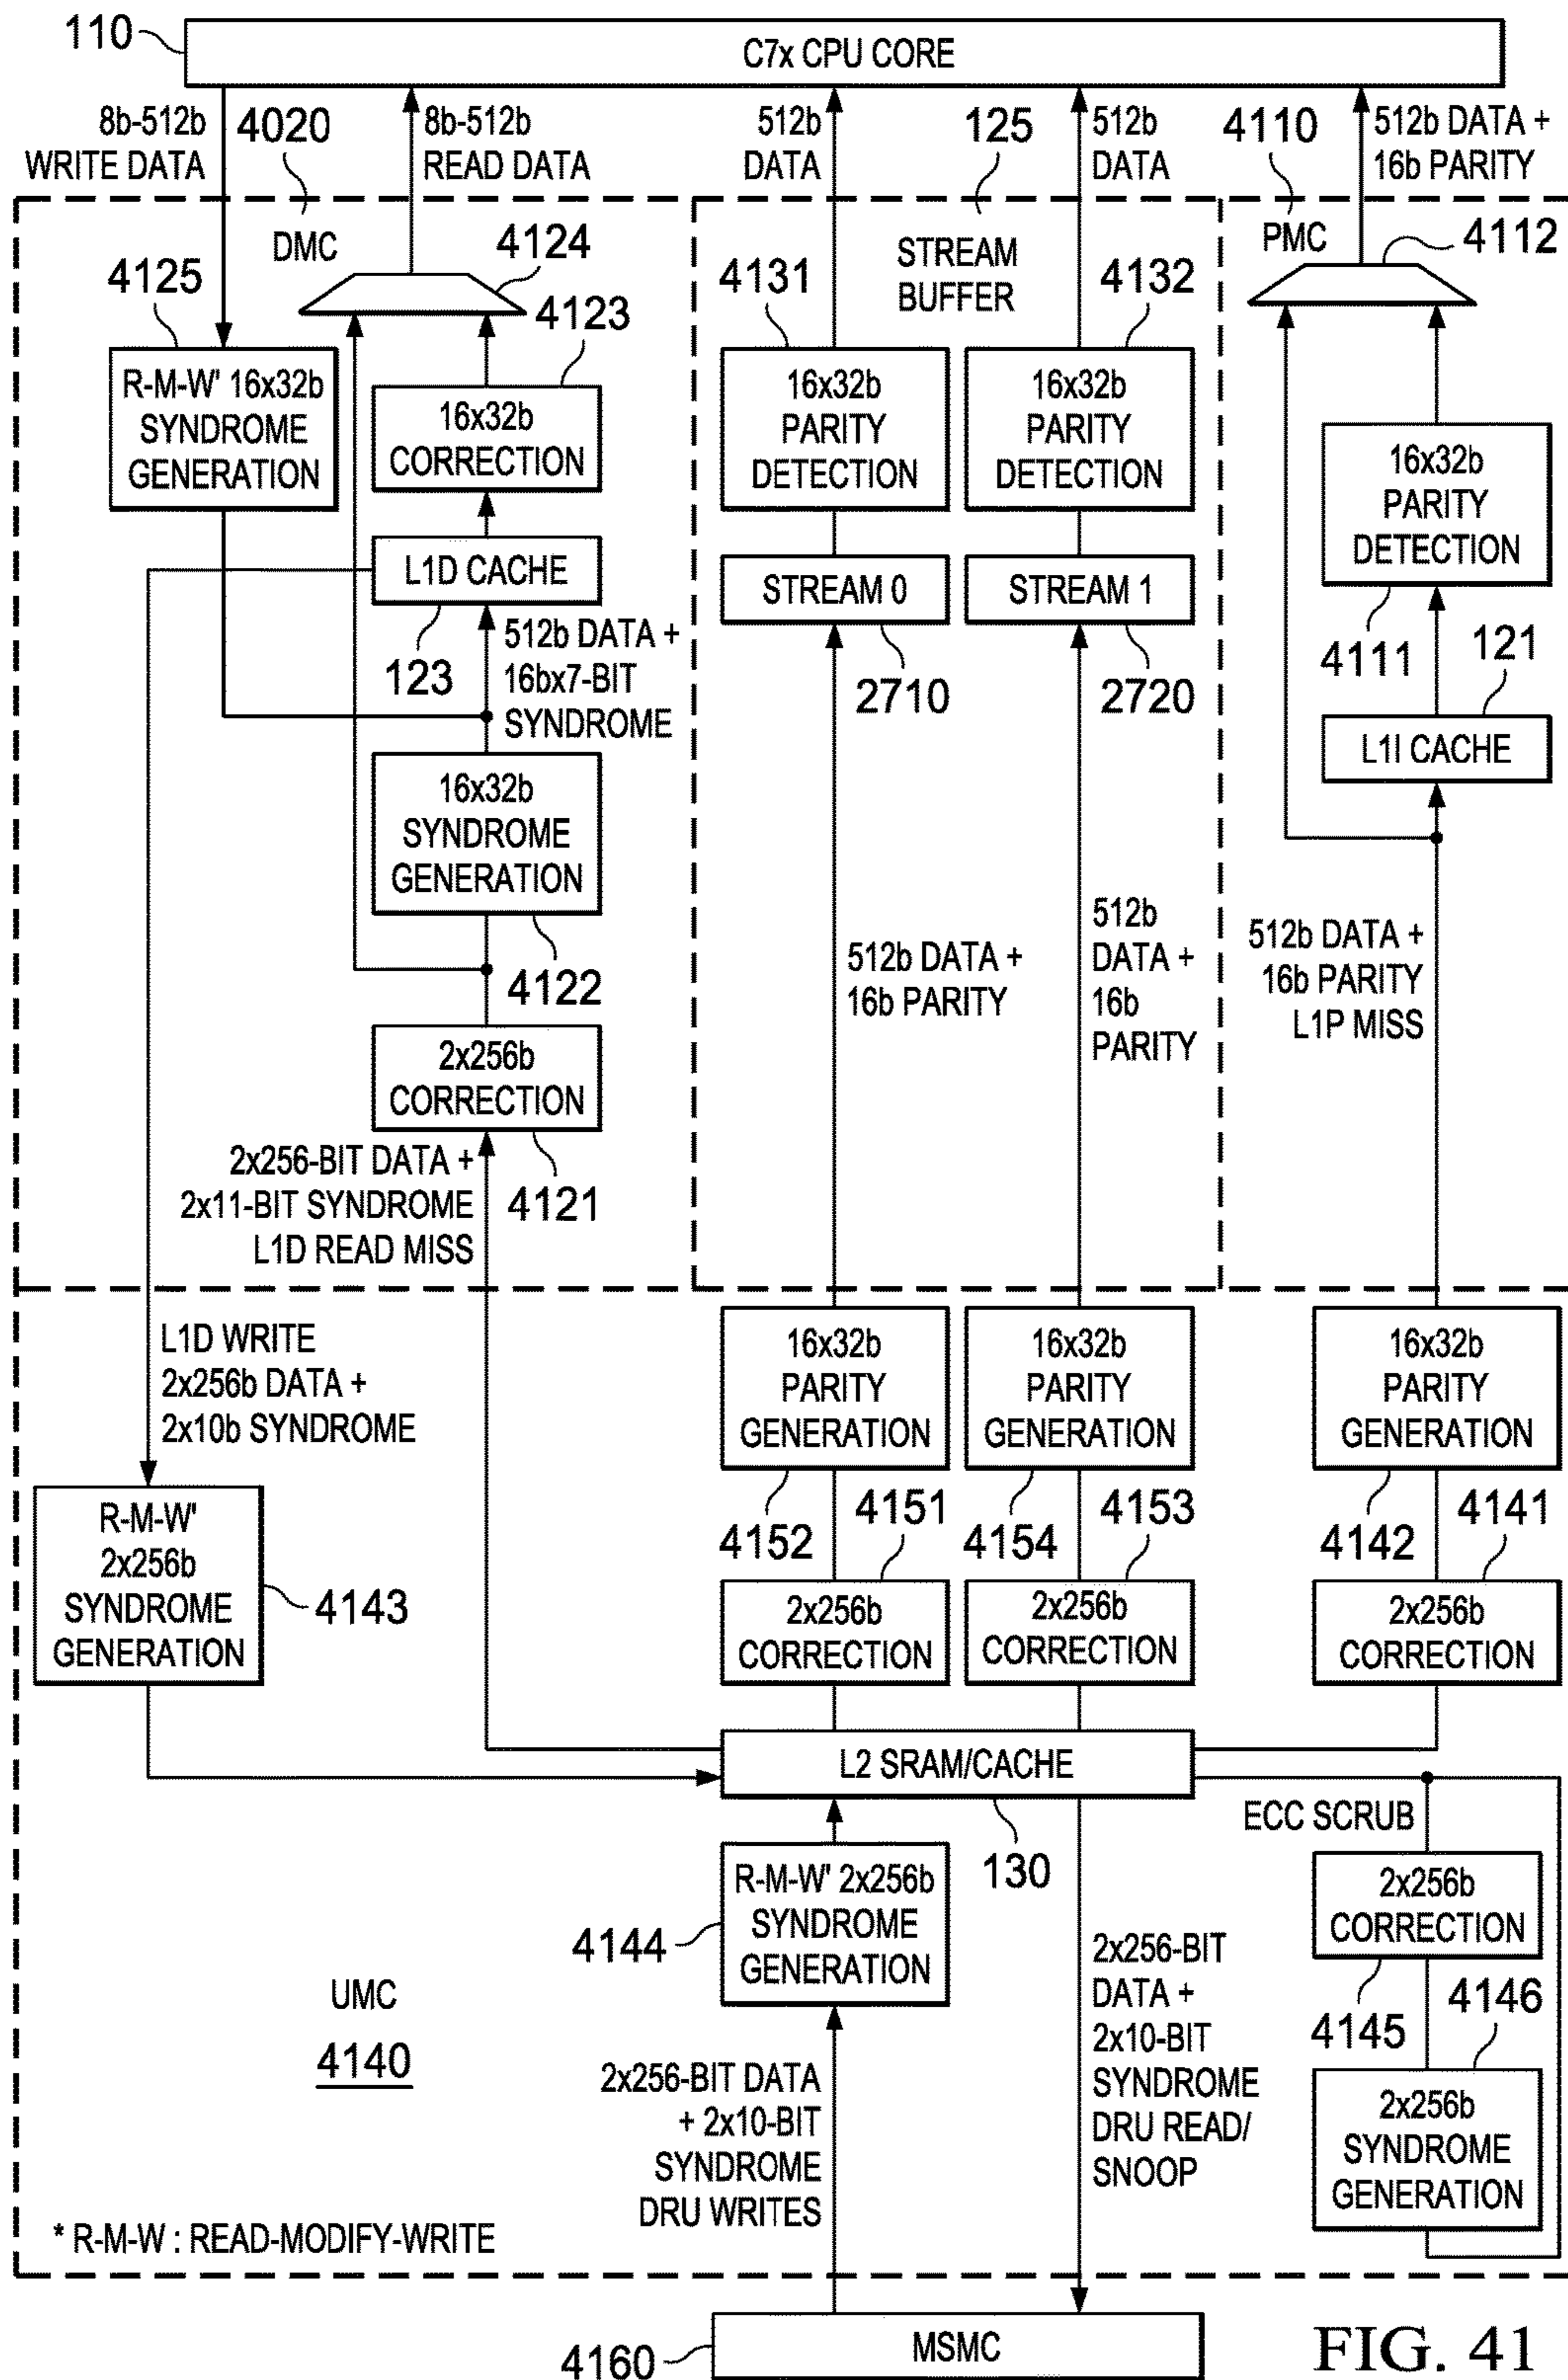 110
C7x CPU CORE
8b-512b
WRITE DATA
4020
8b-512b
READ DATA
512b
DATA
125
512b
DATA
4110
512b DATA +
16b PARITY
DMC
4124
4125
4123
R-M-W' 16x32b
SYNDROME
GENERATION
16x32b
CORRECTION
L1D CACHE
123
512b DATA +
16bx7-BIT
SYNDROME
16x32b
SYNDROME
GENERATION
4122
2x256b
CORRECTION
2x256-BIT DATA +
2x11-BIT SYNDROME
L1D READ MISS
4121
STREAM
BUFFER
4131
4132
16x32b
PARITY
DETECTION
16x32b
PARITY
DETECTION
STREAM 0
STREAM 1
2710
2720
512b DATA +
16b PARITY
512b
DATA +
16b
PARITY
PMC
4112
16x32b
PARITY
DETECTION
4111
121
L1I CACHE
512b DATA +
16b PARITY
L1P MISS
L1D WRITE
2x256b DATA +
2x10b SYNDROME
R-M-W'
2x256b
SYNDROME
GENERATION
4143
16x32b
PARITY
GENERATION
16x32b
PARITY
GENERATION
16x32b
PARITY
GENERATION
4152
4151
4154
4153
4142
4141
2x256b
CORRECTION
2x256b
CORRECTION
2x256b
CORRECTION
L2 SRAM/CACHE
130
ECC SCRUB
R-M-W' 2x256b
SYNDROME
GENERATION
4144
2x256b
CORRECTION
4145
4146
2x256b
SYNDROME
GENERATION
UMC
4140
2x256-BIT DATA
+ 2x10-BIT
SYNDROME
DRU WRITES
2x256-BIT
DATA +
2x10-BIT
SYNDROME
DRU READ/
SNOOP
* R-M-W : READ-MODIFY-WRITE
4160
MSMC
FIG. 41